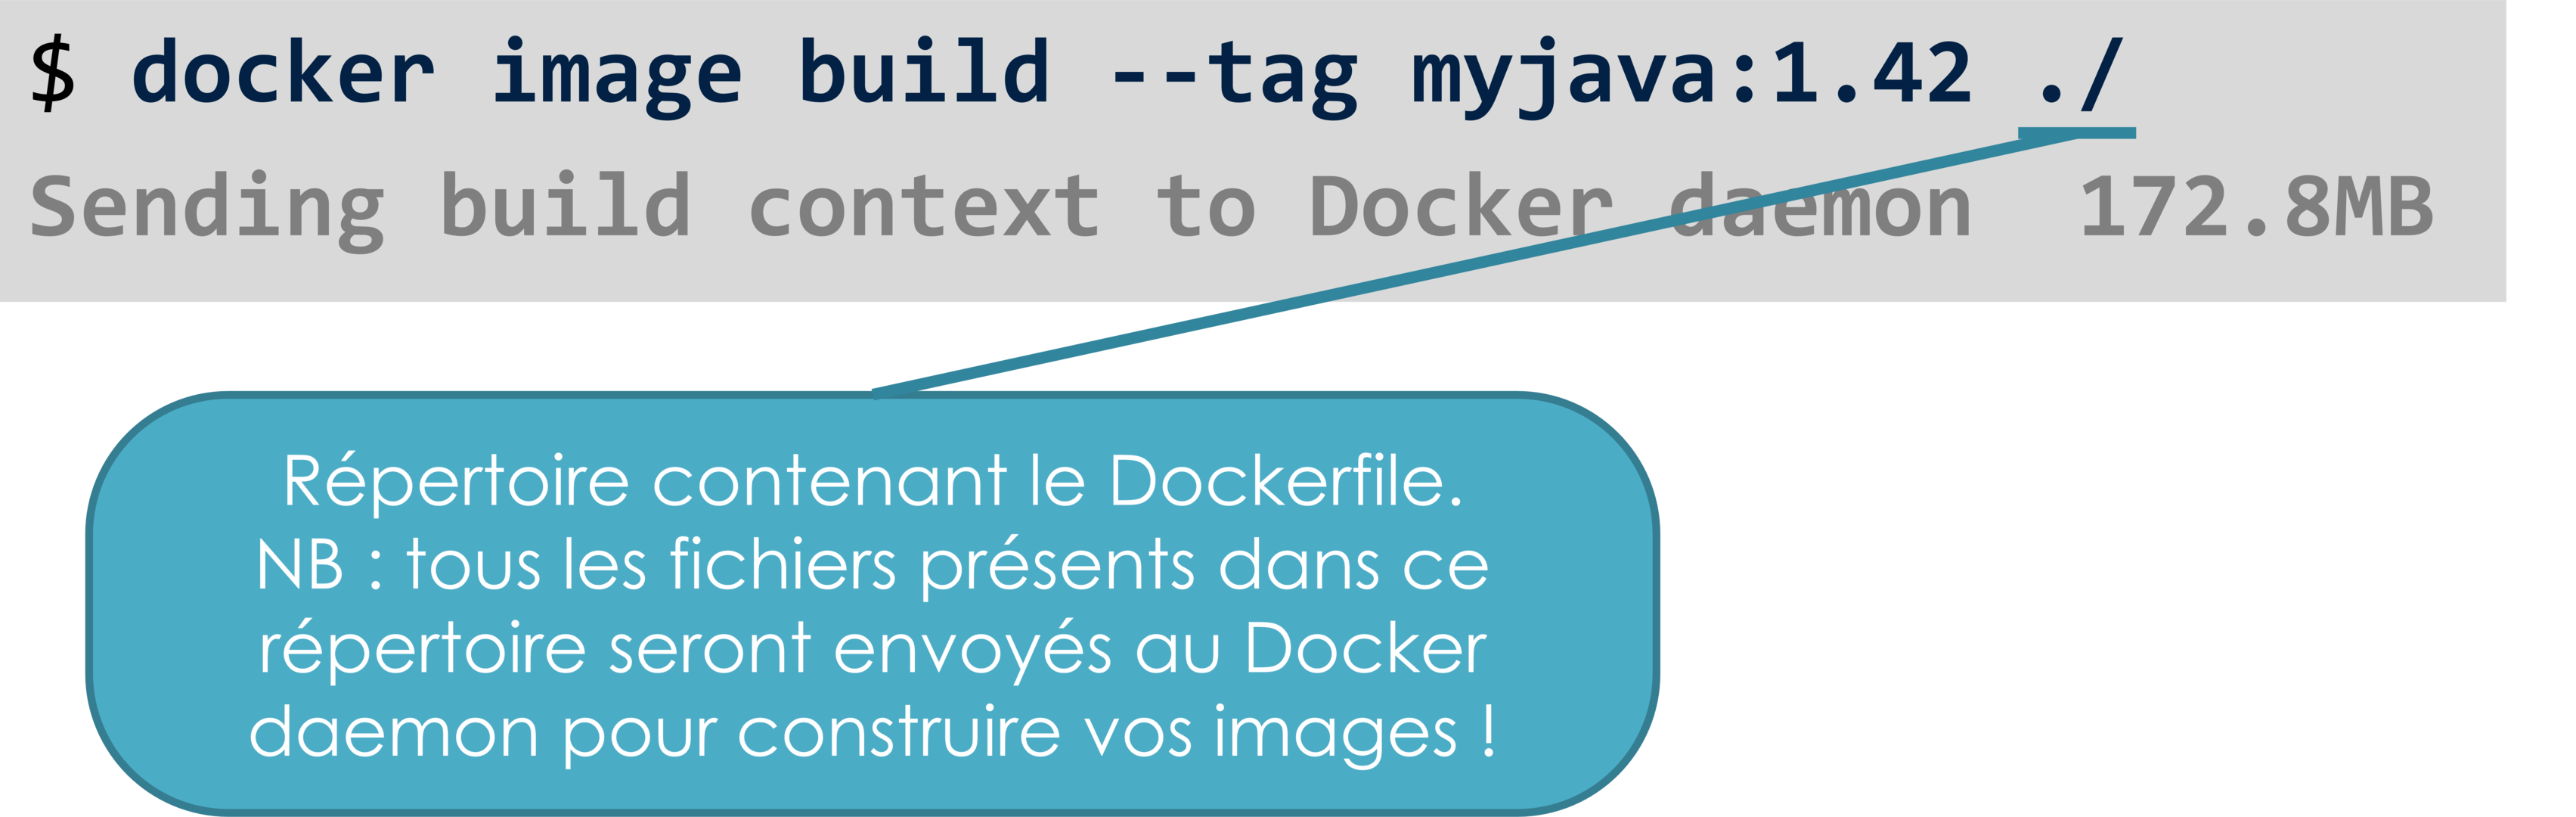 $ docker image build --tag myjava:1.42 ./
Sending build context to Docker daemon  172.8MB
Répertoire contenant le Dockerfile.
NB : tous les fichiers présents dans ce
répertoire seront envoyés au Docker
daemon pour construire vos images !